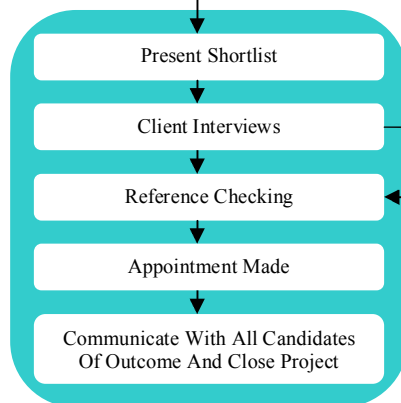 Present Shortlist
Client Interviews
Reference Checking
Appointment Made
Communicate With All Candidates
Of Outcome And Close Project